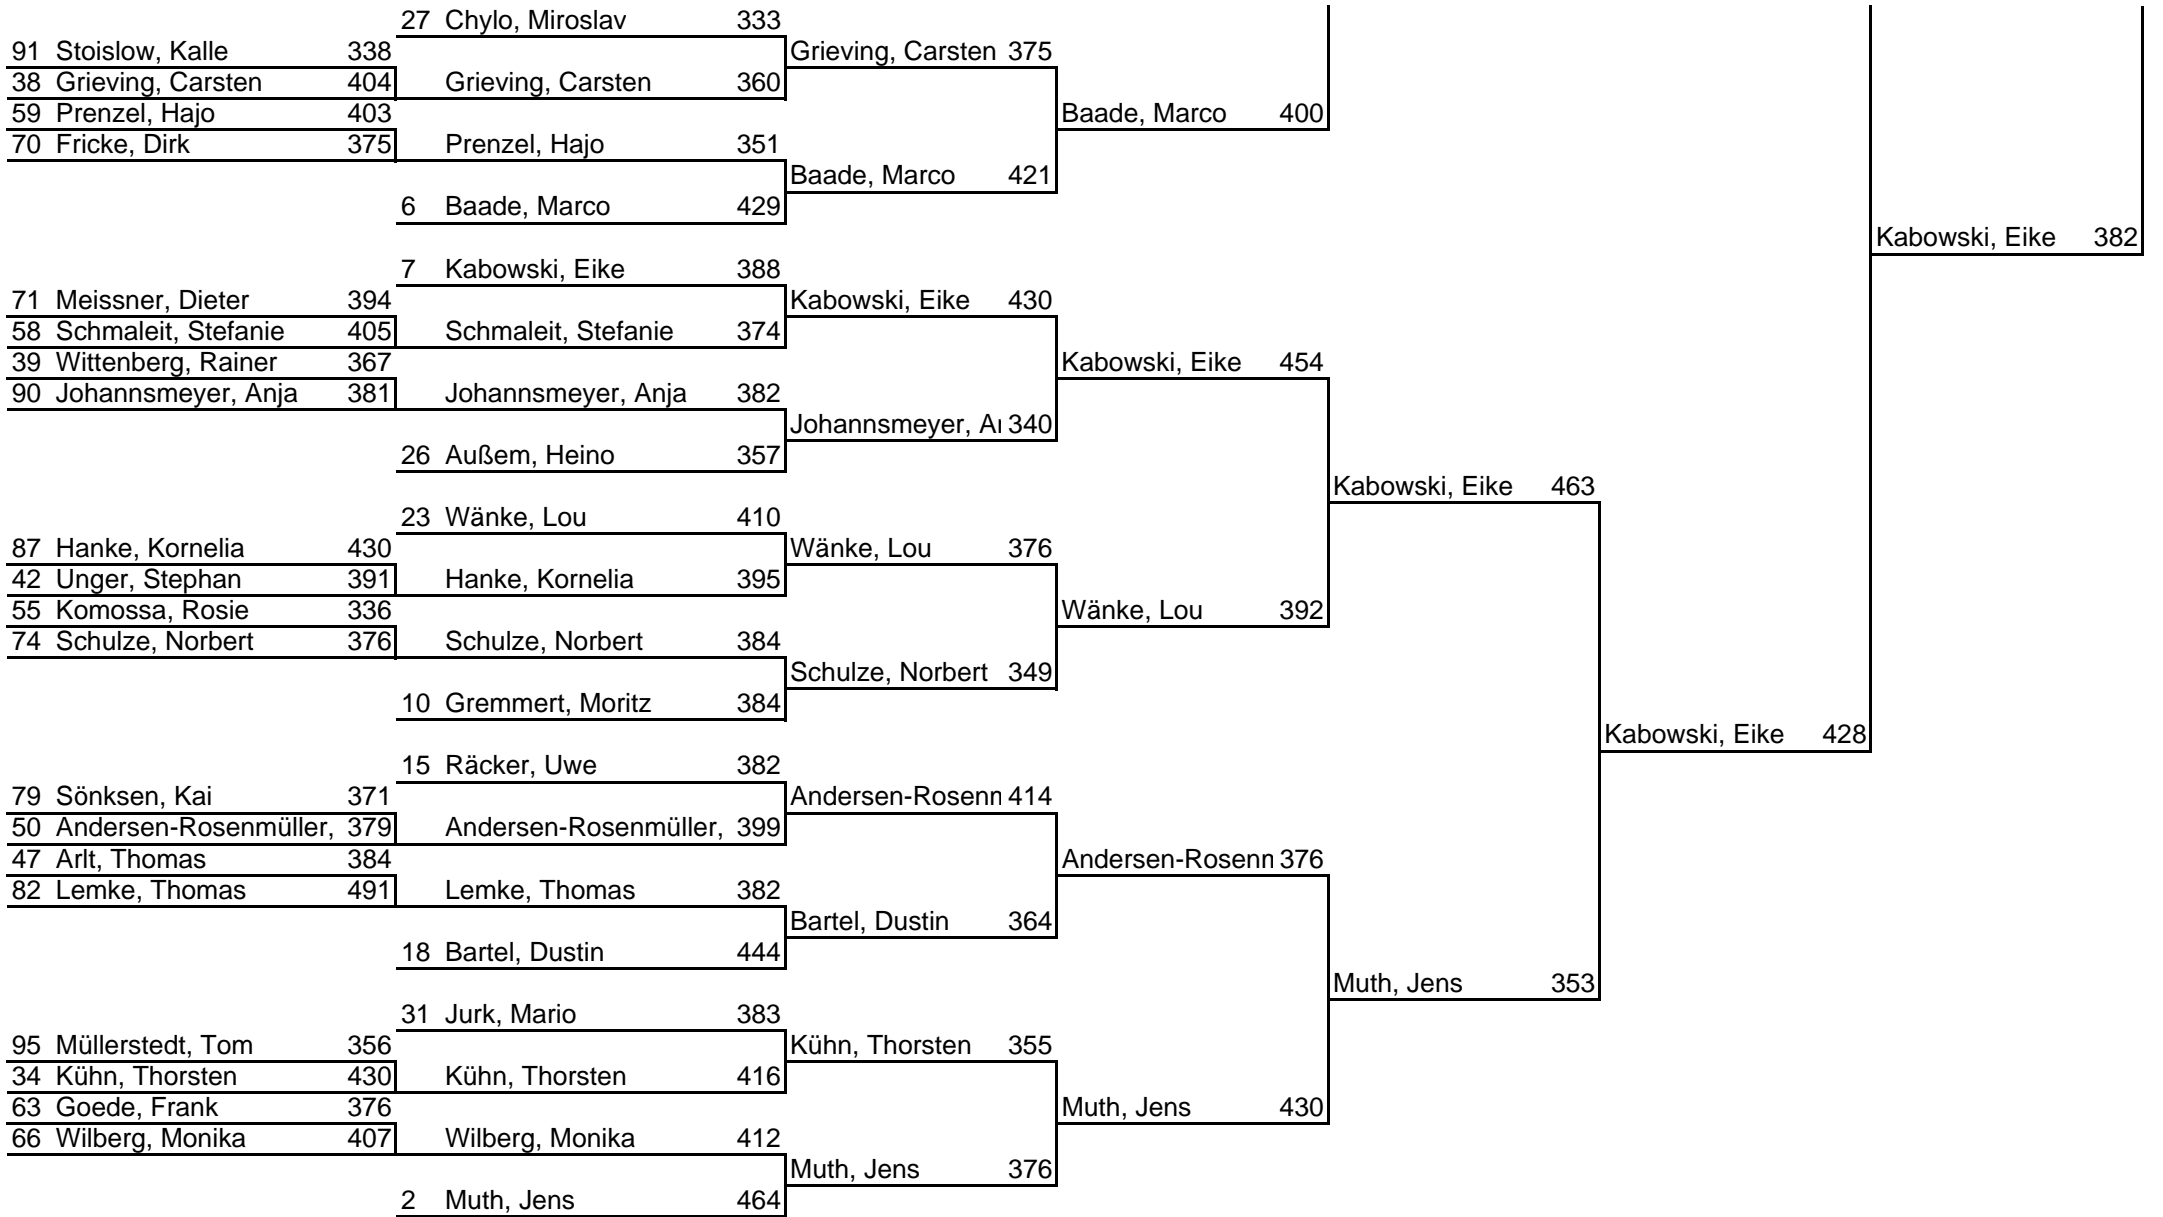 27 Chylo, Miroslav 333
91 Stoislow, Kalle 338 Grieving, Carsten 375
38 Grieving, Carsten 404 Grieving, Carsten 360
59 Prenzel, Hajo 403 Baade, Marco 400
70 Fricke, Dirk 375 Prenzel, Hajo 351
Baade, Marco 421
6 Baade, Marco 429
Kabowski, Eike 382
7 Kabowski, Eike 388
71 Meissner, Dieter 394 Kabowski, Eike 430
58 Schmaleit, Stefanie 405 Schmaleit, Stefanie 374
39 Wittenberg, Rainer 367 Kabowski, Eike 454
90 Johannsmeyer, Anja 381 Johannsmeyer, Anja 382
Johannsmeyer, A 340
26 Außem, Heino 357
Kabowski, Eike 463
23 Wänke, Lou 410
87 Hanke, Kornelia 430 Wänke, Lou 376
42 Unger, Stephan 391 Hanke, Kornelia 395
55 Komossa, Rosie 336 Wänke, Lou 392
74 Schulze, Norbert 376 Schulze, Norbert 384
Schulze, Norbert 349
10 Gremmert, Moritz 384
Kabowski, Eike 428
15 Räcker, Uwe 382
79 Sönksen, Kai 371 Andersen-Rosenn 414
50 Andersen-Rosenmüller, 379 Andersen-Rosenmüller, 399
47 Arlt, Thomas 384 Andersen-Rosenn 376
82 Lemke, Thomas 491 Lemke, Thomas 382
Bartel, Dustin 364
18 Bartel, Dustin 444
Muth, Jens 353
31 Jurk, Mario 383
95 Müllerstedt, Tom 356 Kühn, Thorsten 355
34 Kühn, Thorsten 430 Kühn, Thorsten 416
63 Goede, Frank 376 Muth, Jens 430
66 Wilberg, Monika 407 Wilberg, Monika 412
Muth, Jens 376
2 Muth, Jens 464